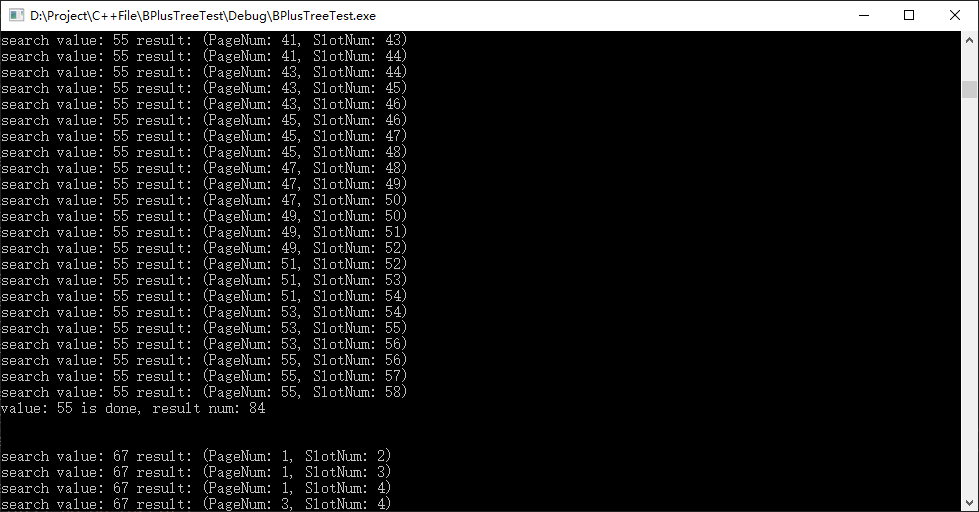 D:\Project\C++File\BPlusTreeTest\Debug\BPlusTreeTest.exe
search value: 55 result: (PageNum: 41, SlotNum: 43)
search value: 55 result: (PageNum: 41, SlotNum: 44)
search value: 55 result: (PageNum: 43, SlotNum: 44)
search value: 55 result: (PageNum: 43, SlotNum: 45)
search value: 55 result: (PageNum: 43, SlotNum: 46)
search value: 55 result: (PageNum: 45, SlotNum: 46)
search value: 55 result: (PageNum: 45, SlotNum: 47)
search value: 55 result: (PageNum: 45, SlotNum: 48)
search value: 55 result: (PageNum: 47, SlotNum: 48)
search value: 55 result: (PageNum: 47, SlotNum: 49)
search value: 55 result: (PageNum: 47, SlotNum: 50)
search value: 55 result: (PageNum: 49, SlotNum: 50)
search value: 55 result: (PageNum: 49, SlotNum: 51)
search value: 55 result: (PageNum: 49, SlotNum: 52)
search value: 55 result: (PageNum: 51, SlotNum: 52)
search value: 55 result: (PageNum: 51, SlotNum: 53)
search value: 55 result: (PageNum: 51, SlotNum: 54)
search value: 55 result: (PageNum: 53, SlotNum: 54)
search value: 55 result: (PageNum: 53, SlotNum: 55)
search value: 55 result: (PageNum: 53, SlotNum: 56)
search value: 55 result: (PageNum: 55, SlotNum: 56)
search value: 55 result: (PageNum: 55, SlotNum: 57)
search value: 55 result: (PageNum: 55, SlotNum: 58)
value: 55 is done, result num: 84
search value: 67 result: (PageNum: 1, SlotNum: 2)
search value: 67 result: (PageNum: 1, SlotNum: 3)
search value: 67 result: (PageNum: 1, SlotNum: 4)
search value: 67 result: (PageNum: 3, SlotNum: 4)